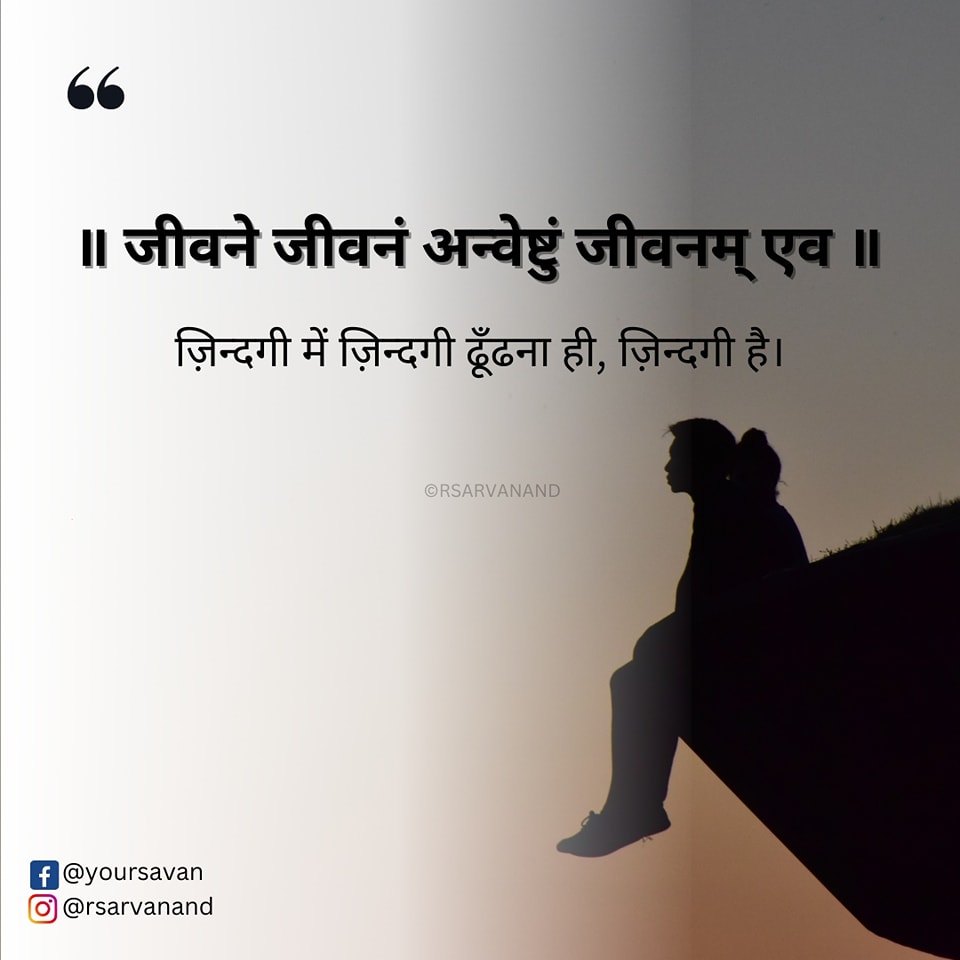 “
॥ जीवने जीवनं अन्वेष्टुं जीवनम् एव ॥
ज़िन्दगी में ज़िन्दगी ढूँढना ही, ज़िन्दगी है।
©RSARVANAND
@yoursavan
@rsarvanand